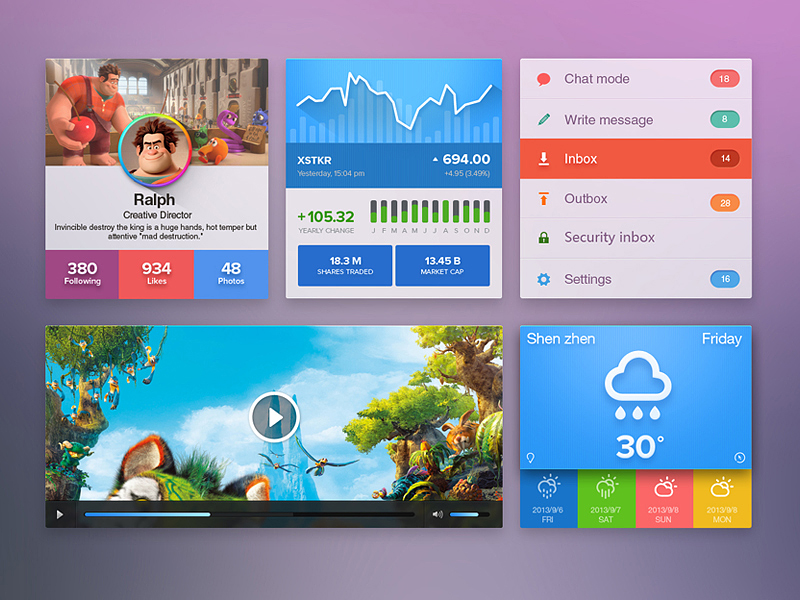 Ralph
Creative Director
Invincible destroy the king is a huge hands, hot temper but
attentive "mad destruction."
380
Following
934
Likes
48
Photos
XSTKR
694.00
Yesterday, 15:04 pm
+4.95 (3.49%)
+105.32
YEARLY CHANGE
J F M A M J J A S O N D
18.3 M
SHARES TRADED
13.45 B
MARKET CAP
Chat mode 18
Write message 8
Inbox 14
Outbox 28
Security inbox
Settings 16
Shen zhen
Friday
30°
2013/9/6
FRI
2013/9/7
SAT
2013/9/8
SUN
2013/9/8
MON